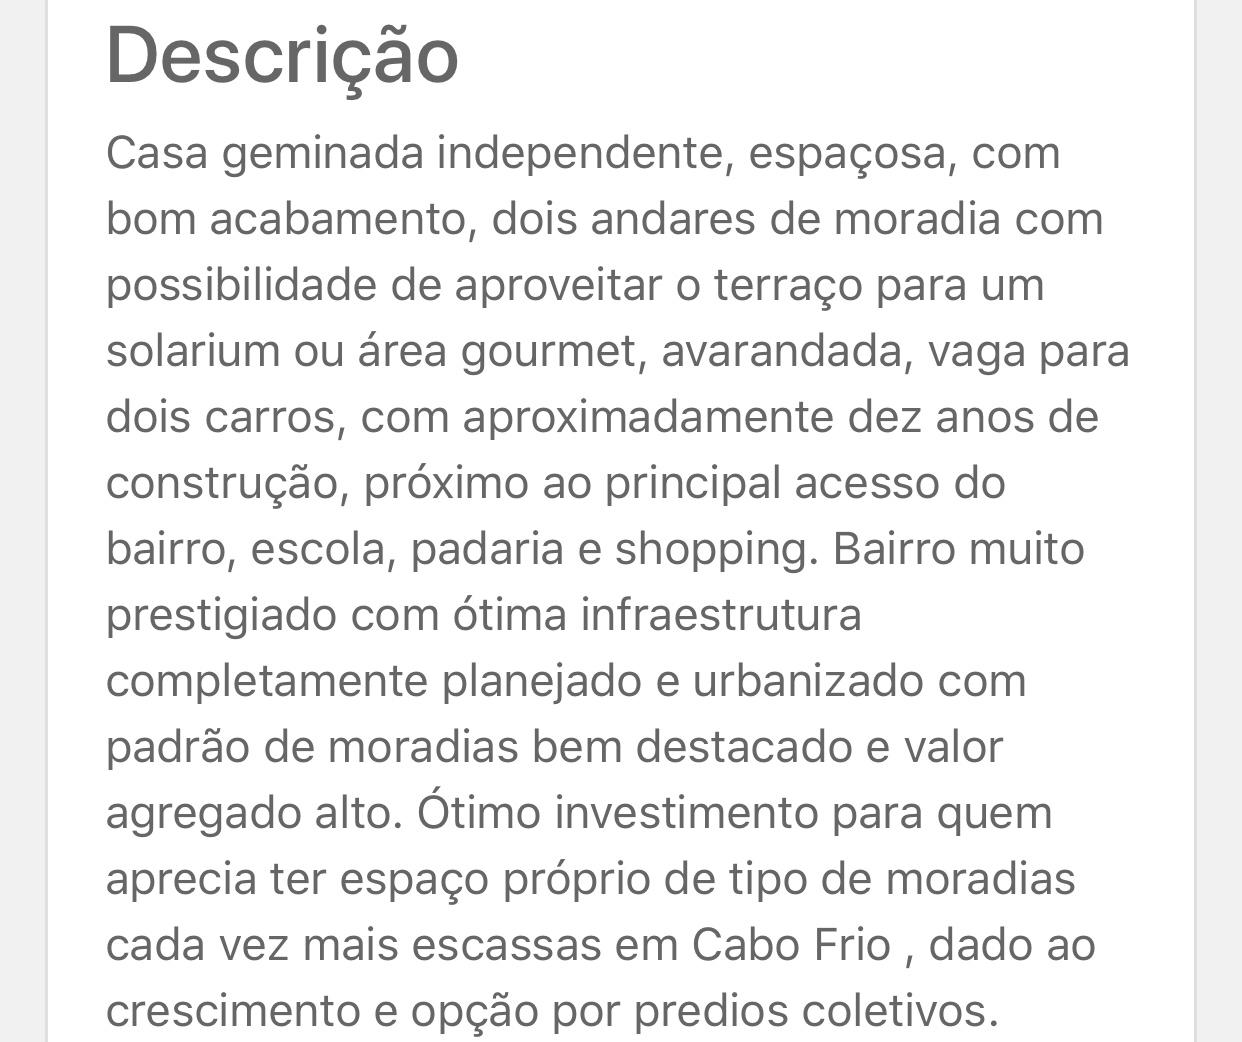 Descrição
Casa geminada independente, espaçosa, com
bom acabamento, dois andares de moradia com
possibilidade de aproveitar o terraço para um
solarium ou área gourmet, avarandada, vaga para
dois carros, com aproximadamente dez anos de
construção, próximo ao principal acesso do
bairro, escola, padaria e shopping. Bairro muito
prestigiado com ótima infraestrutura
completamente planejado e urbanizado com
padrão de moradias bem destacado e valor
agregado alto. Ótimo investimento para quem
aprecia ter espaço próprio de tipo de moradias
cada vez mais escassas em Cabo Frio , dado ao
crescimento e opção por predios coletivos.